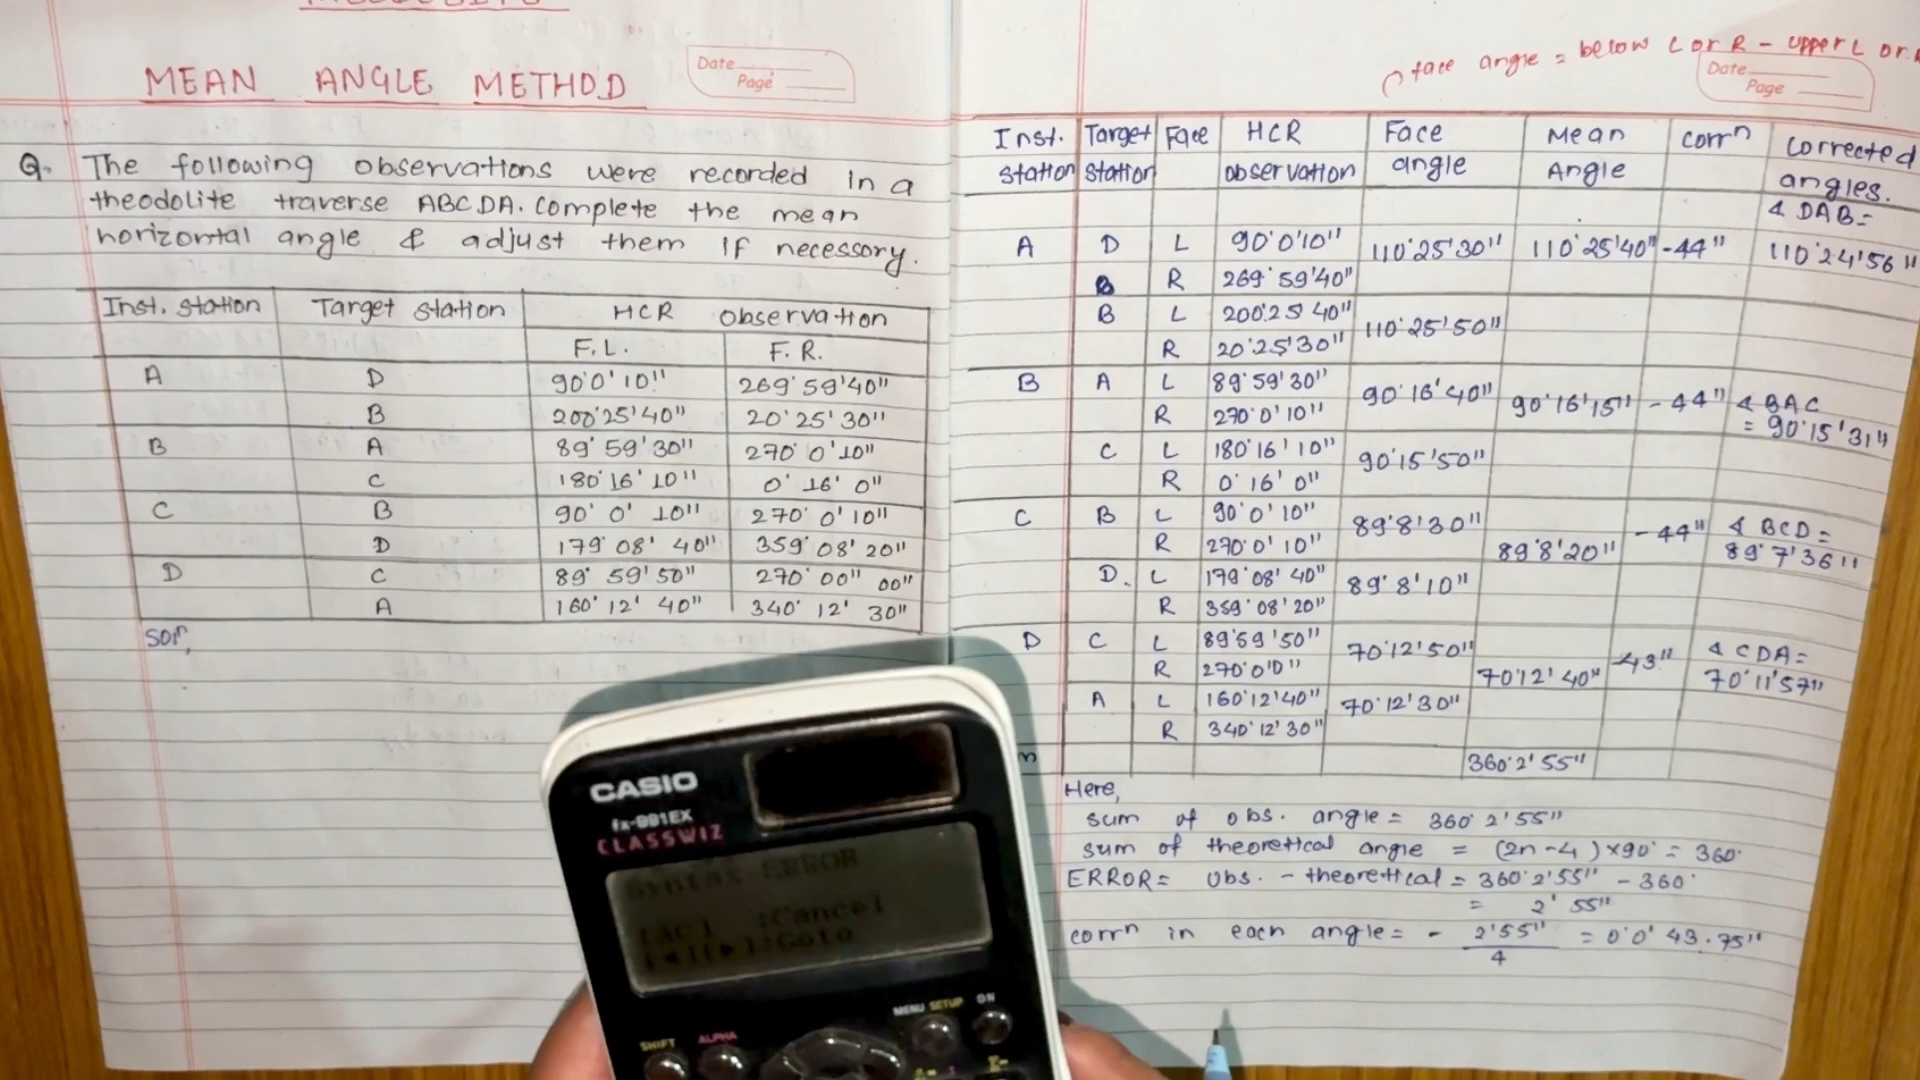 MEAN ANGLE METHOD
Date
Page
Q. The following observations were recorded in a
theodolite traverse ABCDA. Complete the mean
horizontal angle & adjust them if necessary.
Inst. station Target station HCR observation
F.L. F.R.
A D 90°0'10" 269°59'40"
B 200°25'40" 20°25'30"
B A 89°59'30" 270°0'10"
C 180°16'10" 0°16'0"
C B 90°0'10" 270°0'10"
D 179°08'40" 359°08'20"
D C 89°59'50" 270°00"00"
A 160°12'40" 340°12'30"
Solⁿ,
face angle = below L or R - upper L or
Date
Page
Inst. station Target station Face HCR observation Face angle Mean Angle corrⁿ corrected angles.
∡ DAB =
A D L 90°0'10" 110°25'30" 110°25'40" -44" 110°24'56"
R 269°59'40"
B L 200°25'40" 110°25'50"
R 20°25'30"
B A L 89°59'30" 90°16'40" 90°16'15" -44" ∡ BAC
R 270°0'10" = 90°15'31"
C L 180°16'10" 90°15'50"
R 0°16'0"
C B L 90°0'10" 89°8'30" -44" ∡ BCD =
R 270°0'10" 89°8'20" 89°7'36"
D. L 179°08'40" 89°8'10"
R 359°08'20"
D C L 89°59'50" 70°12'50" -43" ∡ CDA =
R 270°0'0" 70°12'40" 70°11'57"
A L 160°12'40" 70°12'30"
R 340°12'30"
n 360°2'55"
Here,
sum of obs. angle = 360°2'55"
sum of theoretical angle = (2n-4)×90° = 360°
ERROR = obs. - theoretical = 360°2'55" - 360°
= 2'55"
corrⁿ in each angle = - 2'55"/4 = 0°0'43.75"
CASIO
fx-991EX
CLASSWIZ
Syntax ERROR
[AC] :Cancel
[◄][►]:Goto
SHIFT ALPHA MENU SETUP ON